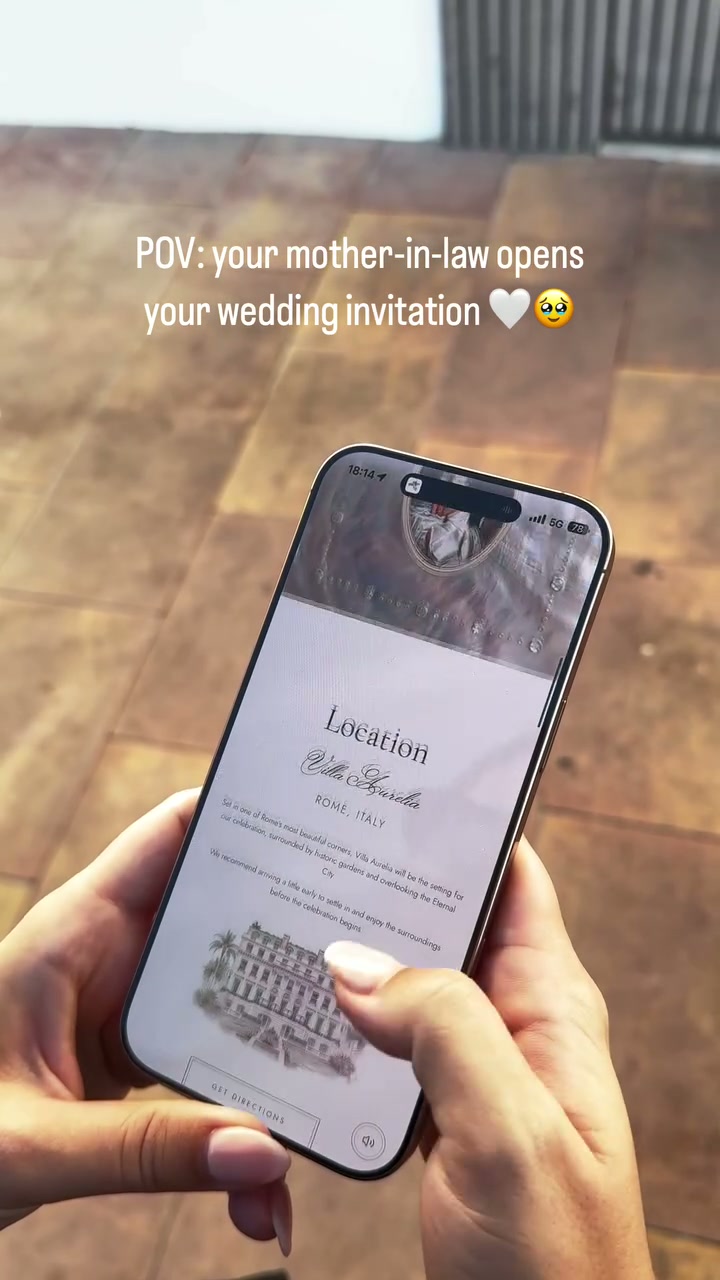 POV: your mother-in-law opens
your wedding invitation 🤍🥹
18:14
5G 78
Location
Villa Aurelia
ROME, ITALY
Set in one of Rome's most beautiful corners, Villa Aurelia will be the setting for
our celebration, surrounded by historic gardens and overlooking the Eternal
City
We recommend arriving a little early to settle in and enjoy the surroundings
before the celebration begins
GET DIRECTIONS